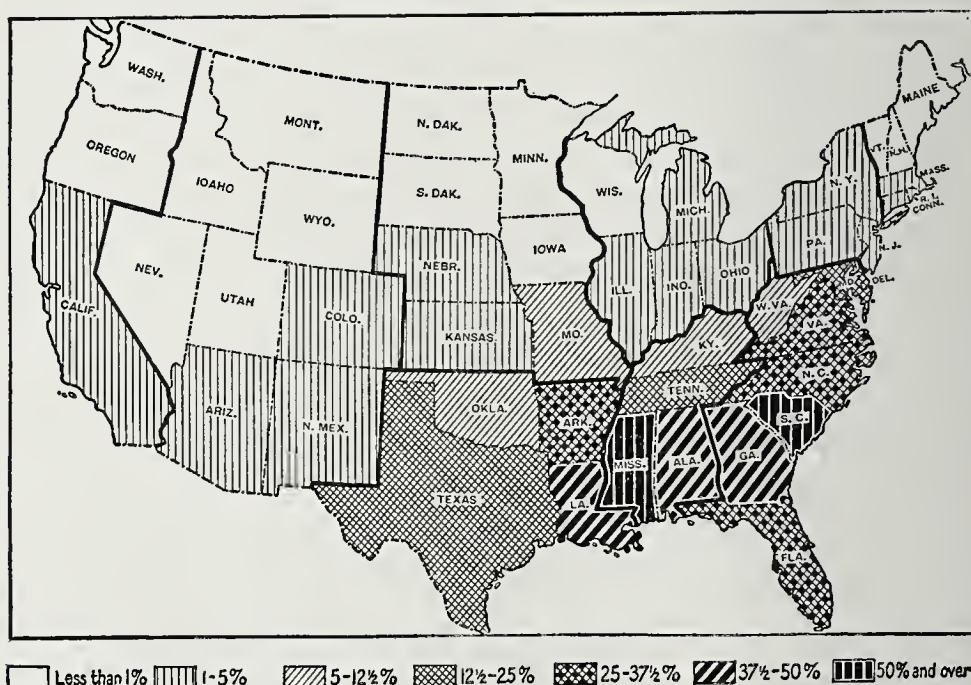 WASH.
MONT.
N. DAK.
MINN.
MAINE
OREGON
IOAHO
S. DAK.
WIS.
VT.
N.H.
N.Y.
MASS.
R.I.
CONN.
WYO.
MICH.
IOWA
PA.
N.J.
NEV.
NEBR.
ILL.
INO.
OHIO
UTAH
COLO.
CALIF.
KANSAS
MO.
W.VA.
DEL.
VA.
KY.
ARIZ.
N. MEX.
OKLA.
ARK.
TENN.
N.C.
S.C.
MISS.
ALA.
GA.
TEXAS
LA.
FLA.
Less than 1% 1-5% 5-12½% 12½-25% 25-37½% 37½-50% 50% and over